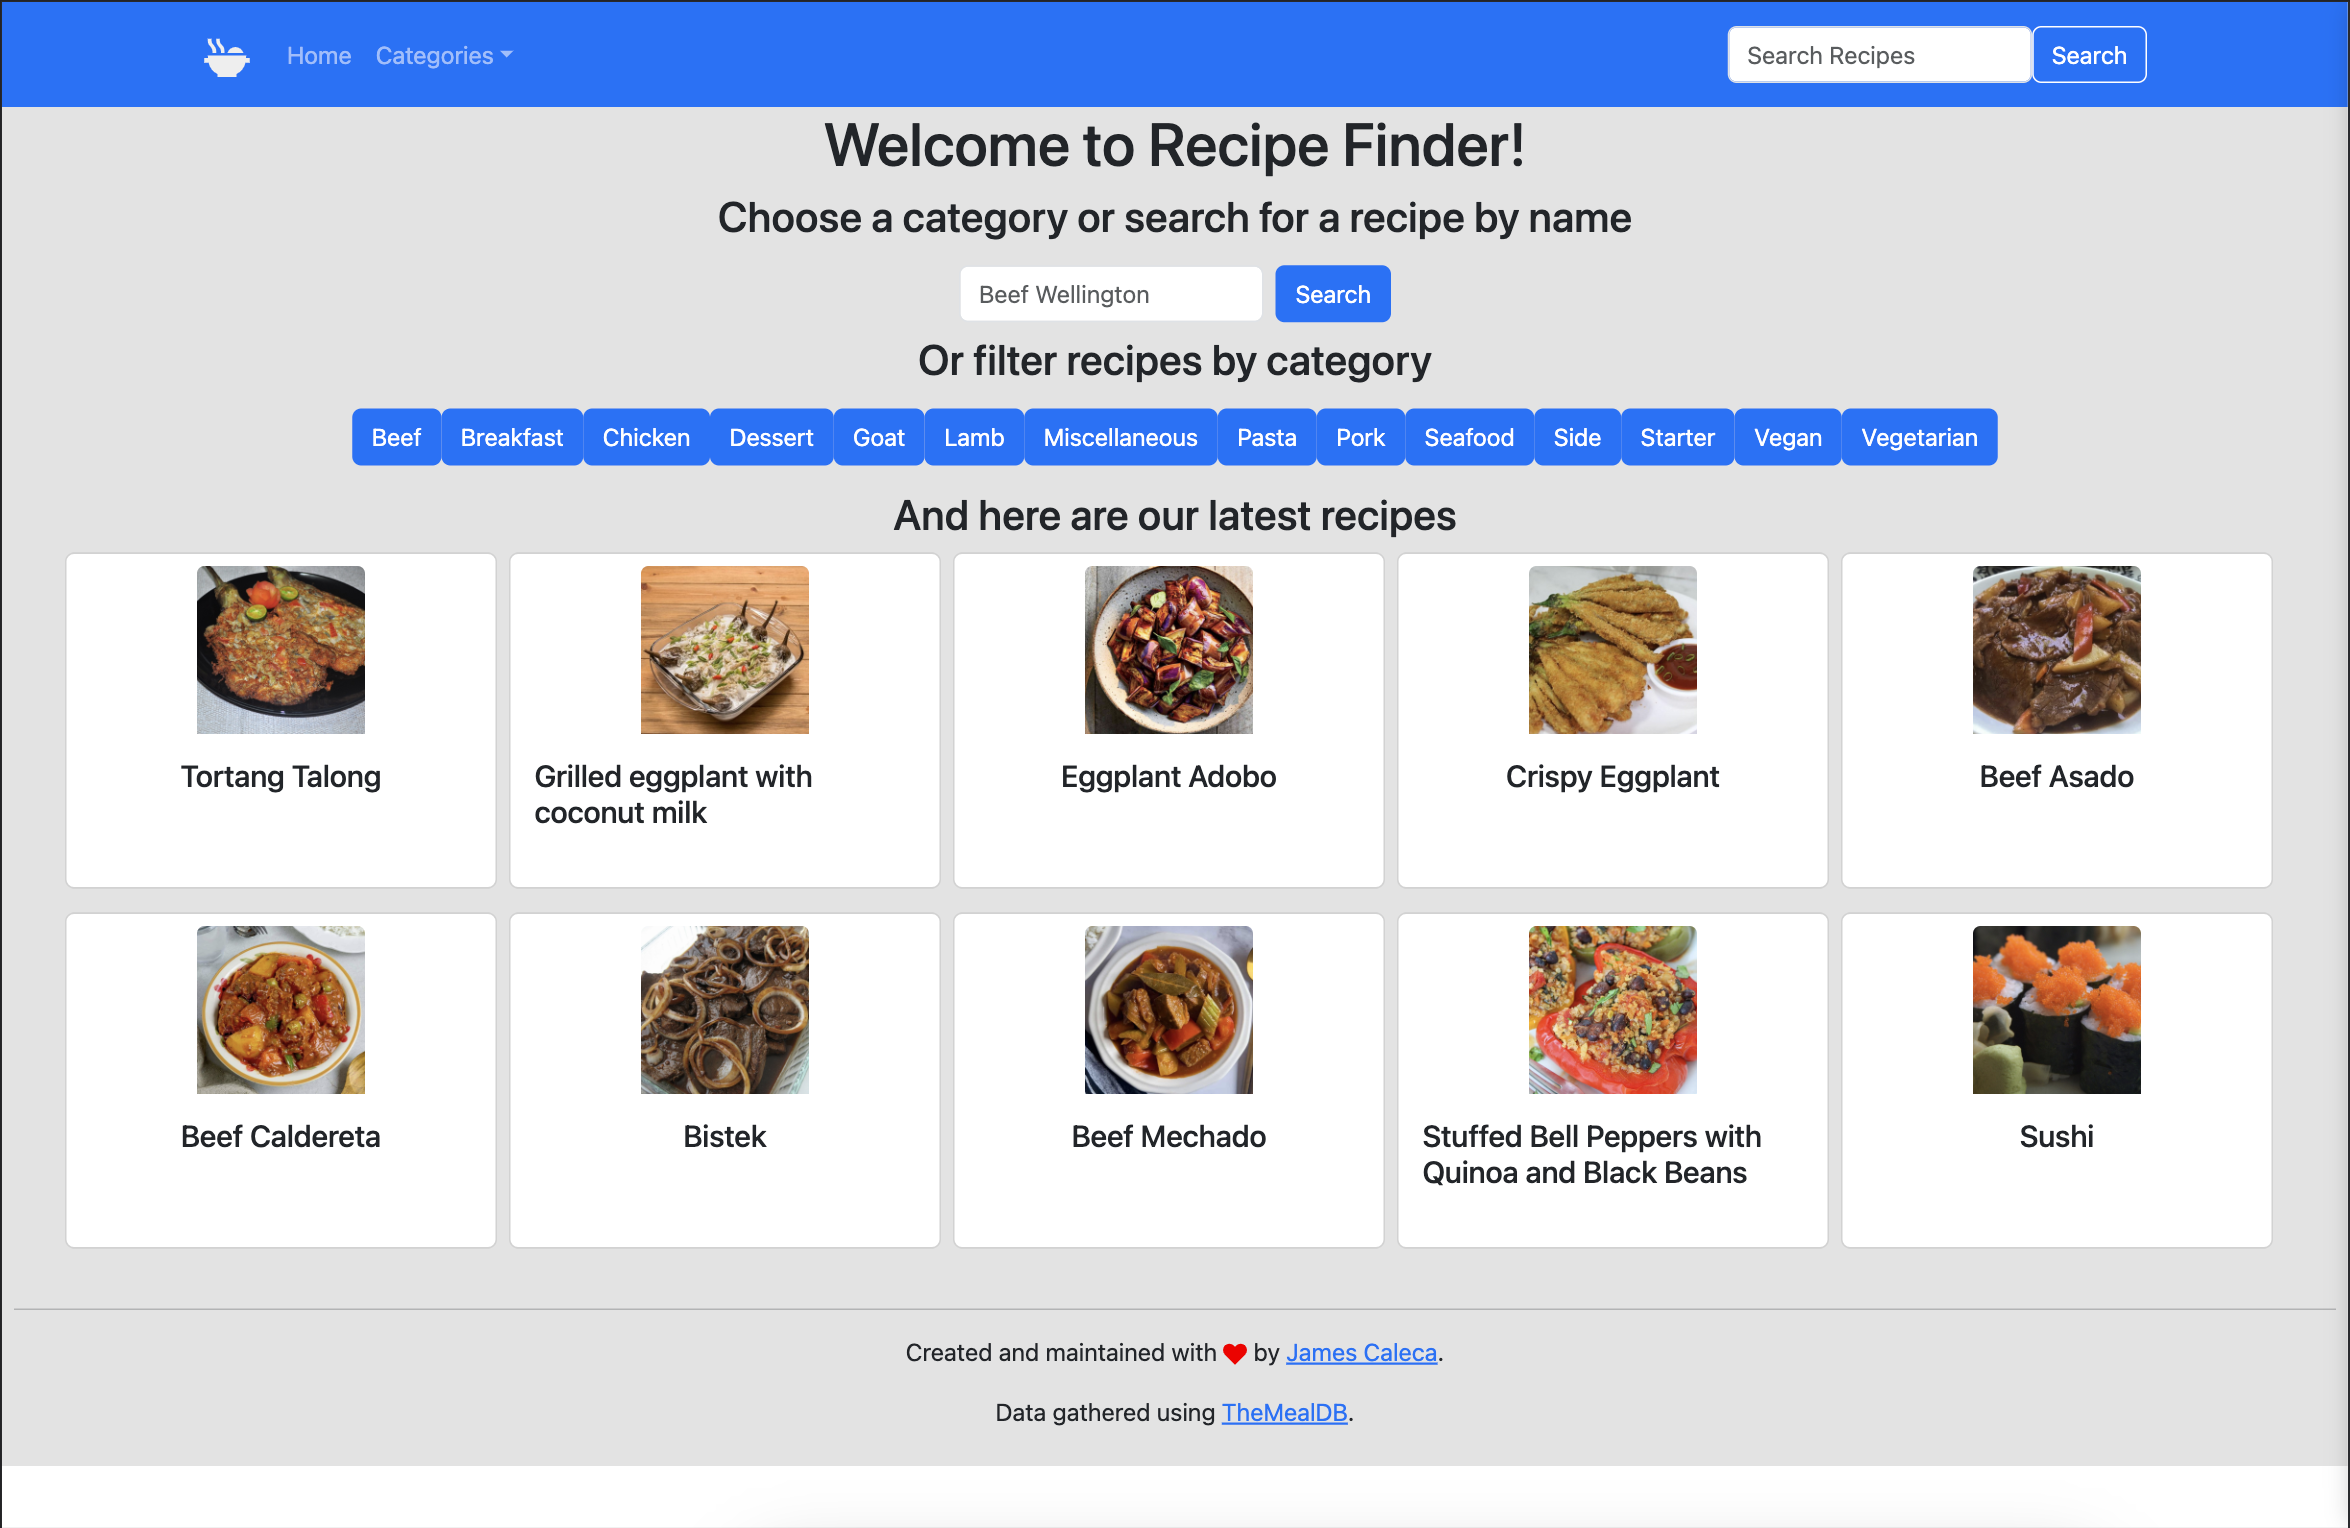 Home Categories Search Recipes Search
Welcome to Recipe Finder!
Choose a category or search for a recipe by name
Beef Wellington Search
Or filter recipes by category
Beef Breakfast Chicken Dessert Goat Lamb Miscellaneous Pasta Pork Seafood Side Starter Vegan Vegetarian
And here are our latest recipes
Tortang Talong
Grilled eggplant with
coconut milk
Eggplant Adobo
Crispy Eggplant
Beef Asado
Beef Caldereta
Bistek
Beef Mechado
Stuffed Bell Peppers with
Quinoa and Black Beans
Sushi
Created and maintained with ❤ by James Caleca.
Data gathered using TheMealDB.